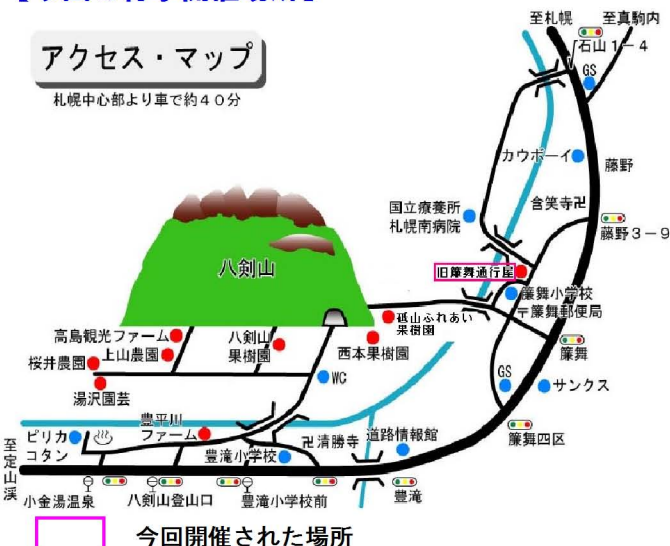 アクセス・マップ
札幌中心部より車で約40分
至札幌
至真駒内
石山1-4
GS
カウボーイ
藤野
国立療養所
札幌南病院
含笑寺卍
藤野3-9
八剣山
旧簾舞通行屋
簾舞小学校
〒簾舞郵便局
砥山ふれあい
果樹園
簾舞
高島観光ファーム
上山農園
桜井農園
湯沢園芸
八剣山
果樹園
西本果樹園
WC
GS
サンクス
簾舞四区
豊平川
ファーム
ピリカ
コタン
卍清勝寺
道路情報館
豊滝小学校
至定山渓
小金湯温泉
八剣山登山口
豊滝小学校前
豊滝
今回開催された場所